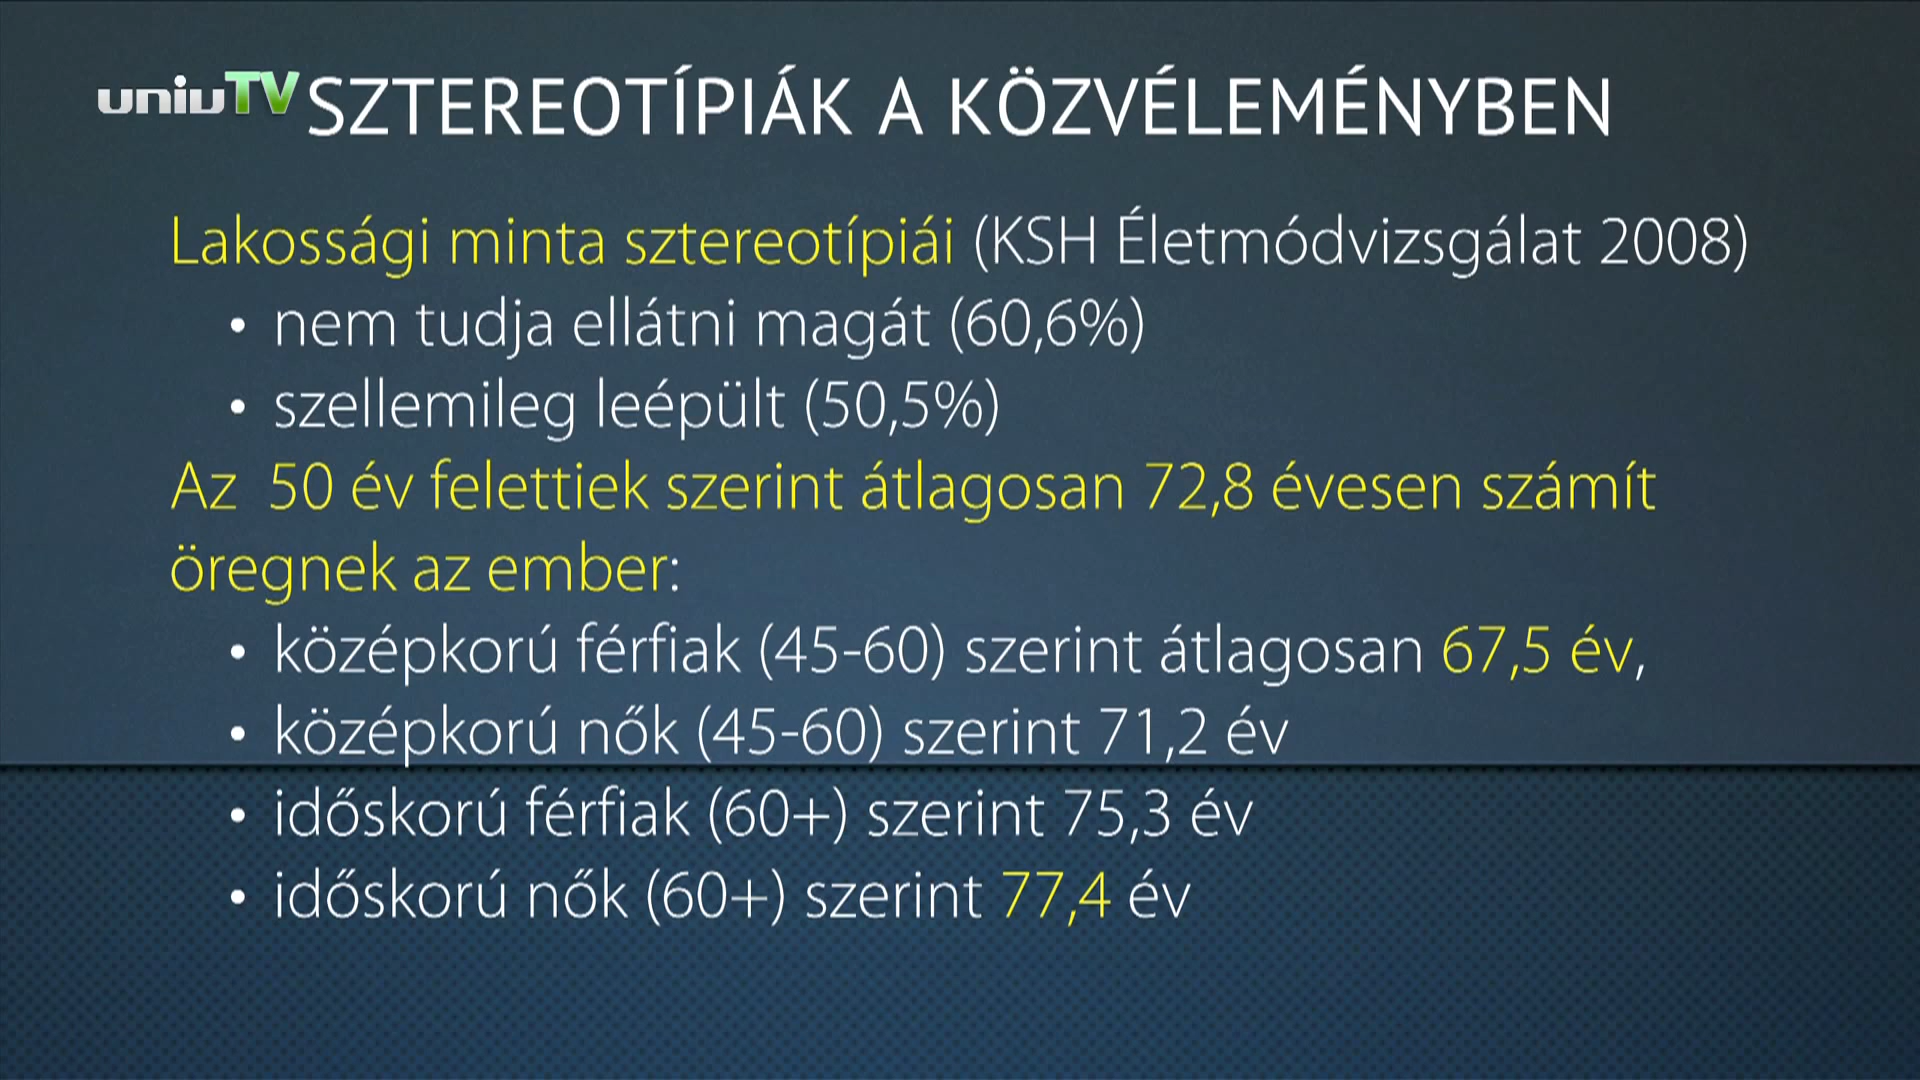 uniuTV SZTEREOTÍPIÁK A KÖZVÉLEMÉNYBEN
Lakossági minta sztereotípiái (KSH Életmódvizsgálat 2008)
• nem tudja ellátni magát (60,6%)
• szellemileg leépült (50,5%)
Az 50 év felettiek szerint átlagosan 72,8 évesen számít
öregnek az ember:
• középkorú férfiak (45-60) szerint átlagosan 67,5 év,
• középkorú nők (45-60) szerint 71,2 év
• időskorú férfiak (60+) szerint 75,3 év
• időskorú nők (60+) szerint 77,4 év